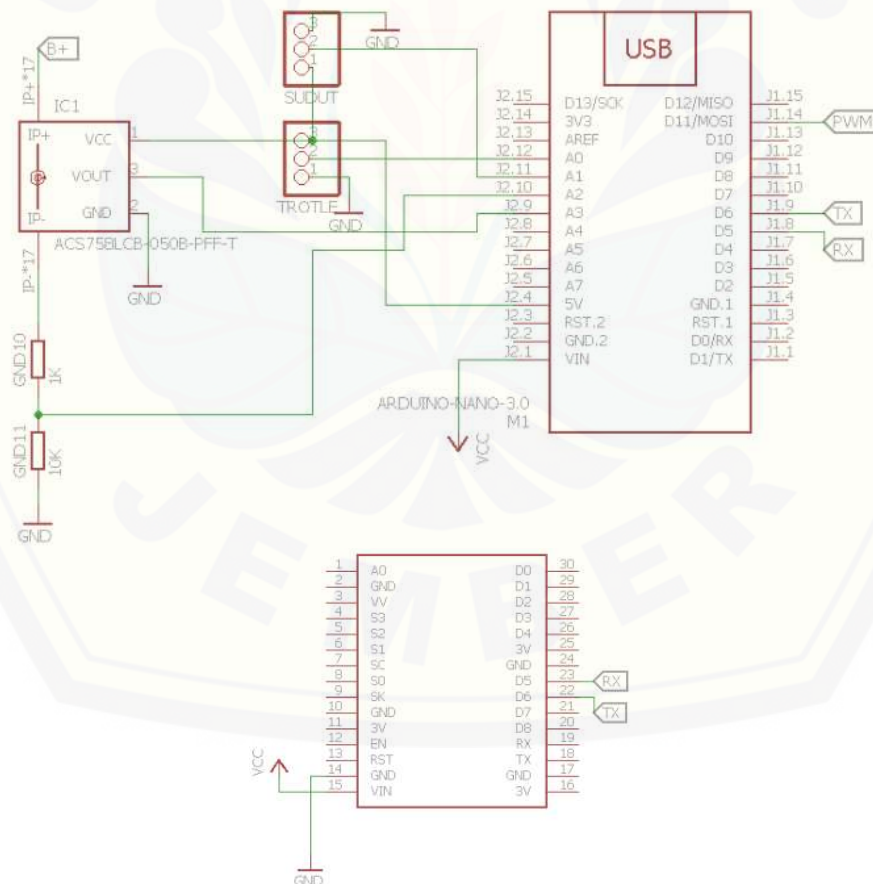 B+
IP+*17
IC1
IP+
IP-
VCC
VOUT
GND
1
3
2
ACS758LCB-050B-PFF-T
GND
IP-*17
GND10
1K
GND11
10K
GND
3
2
1
SUDUT
GND
3
2
1
TROTLE
GND
USB
J2.15 D13/SCK D12/MISO J1.15
J2.14 3V3 D11/MOSI J1.14 PWM
J2.13 AREF D10 J1.13
J2.12 A0 D9 J1.12
J2.11 A1 D8 J1.11
J2.10 A2 D7 J1.10
J2.9 A3 D6 J1.9 TX
J2.8 A4 D5 J1.8
J2.7 A5 D4 J1.7 RX
J2.6 A6 D3 J1.6
J2.5 A7 D2 J1.5
J2.4 5V GND.1 J1.4
J2.3 RST.2 RST.1 J1.3
J2.2 GND.2 D0/RX J1.2
J2.1 VIN D1/TX J1.1
ARDUINO-NANO-3.0
M1
VCC
JEMBER
1 A0 D0 30
2 GND D1 29
3 VV D2 28
4 S3 D3 27
5 S2 D4 26
6 S1 3V 25
7 SC GND 24
8 S0 D5 23 RX
9 SK D6 22
10 GND D7 21 TX
11 3V D8 20
12 EN RX 19
13 RST TX 18
14 GND GND 17
15 VIN 3V 16
VCC
GND